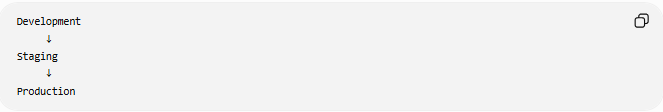 Development
↓
Staging
↓
Production